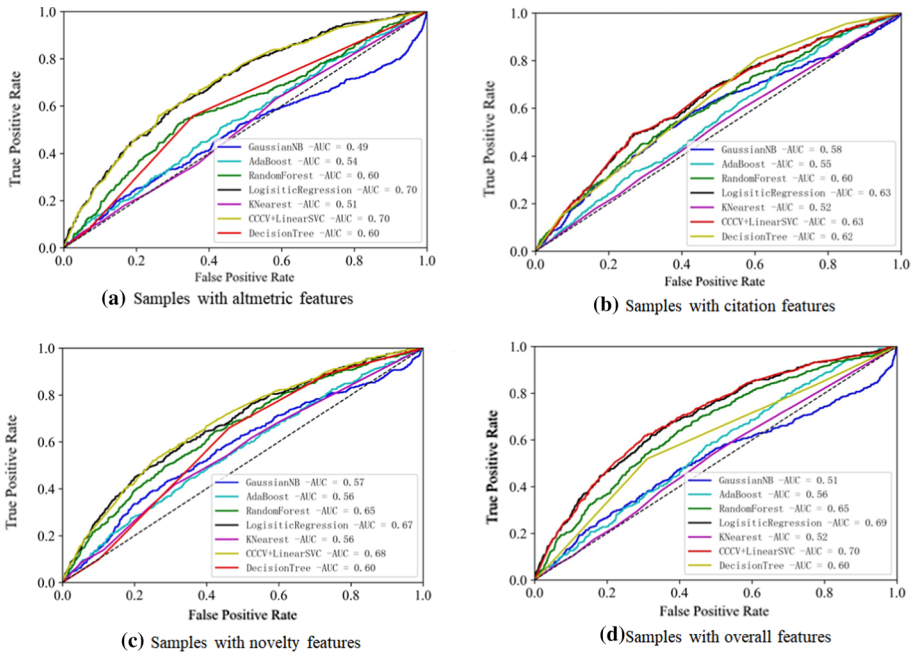 True Positive Rate
1.0
0.8
0.6
0.4
0.2
0.0
GaussianNB -AUC = 0.49
AdaBoost -AUC = 0.54
RandomForest -AUC = 0.60
LogisiticRegression -AUC = 0.70
KNearest -AUC = 0.51
CCCV+LinearSVC -AUC = 0.70
DecisionTree -AUC = 0.60
0.0 0.2 0.4 0.6 0.8 1.0
False Positive Rate
(a) Samples with altmetric features
True Positive Rate
1.0
0.8
0.6
0.4
0.2
0.0
GaussianNB -AUC = 0.58
AdaBoost -AUC = 0.55
RandomForest -AUC = 0.60
LogisiticRegression -AUC = 0.63
KNearest -AUC = 0.52
CCCV+LinearSVC -AUC = 0.63
DecisionTree -AUC = 0.62
0.0 0.2 0.4 0.6 0.8 1.0
False Positive Rate
(b) Samples with citation features
True Positive Rate
1.0
0.8
0.6
0.4
0.2
0.0
GaussianNB -AUC = 0.57
AdaBoost -AUC = 0.56
RandomForest -AUC = 0.65
LogisiticRegression -AUC = 0.67
KNearest -AUC = 0.56
CCCV+LinearSVC -AUC = 0.68
DecisionTree -AUC = 0.60
0.0 0.2 0.4 0.6 0.8 1.0
False Positive Rate
(c) Samples with novelty features
True Positive Rate
1.0
0.8
0.6
0.4
0.2
0.0
GaussianNB -AUC = 0.51
AdaBoost -AUC = 0.56
RandomForest -AUC = 0.65
LogisiticRegression -AUC = 0.69
KNearest -AUC = 0.52
CCCV+LinearSVC -AUC = 0.70
DecisionTree -AUC = 0.60
0.0 0.2 0.4 0.6 0.8 1.0
False Positive Rate
(d)Samples with overall features